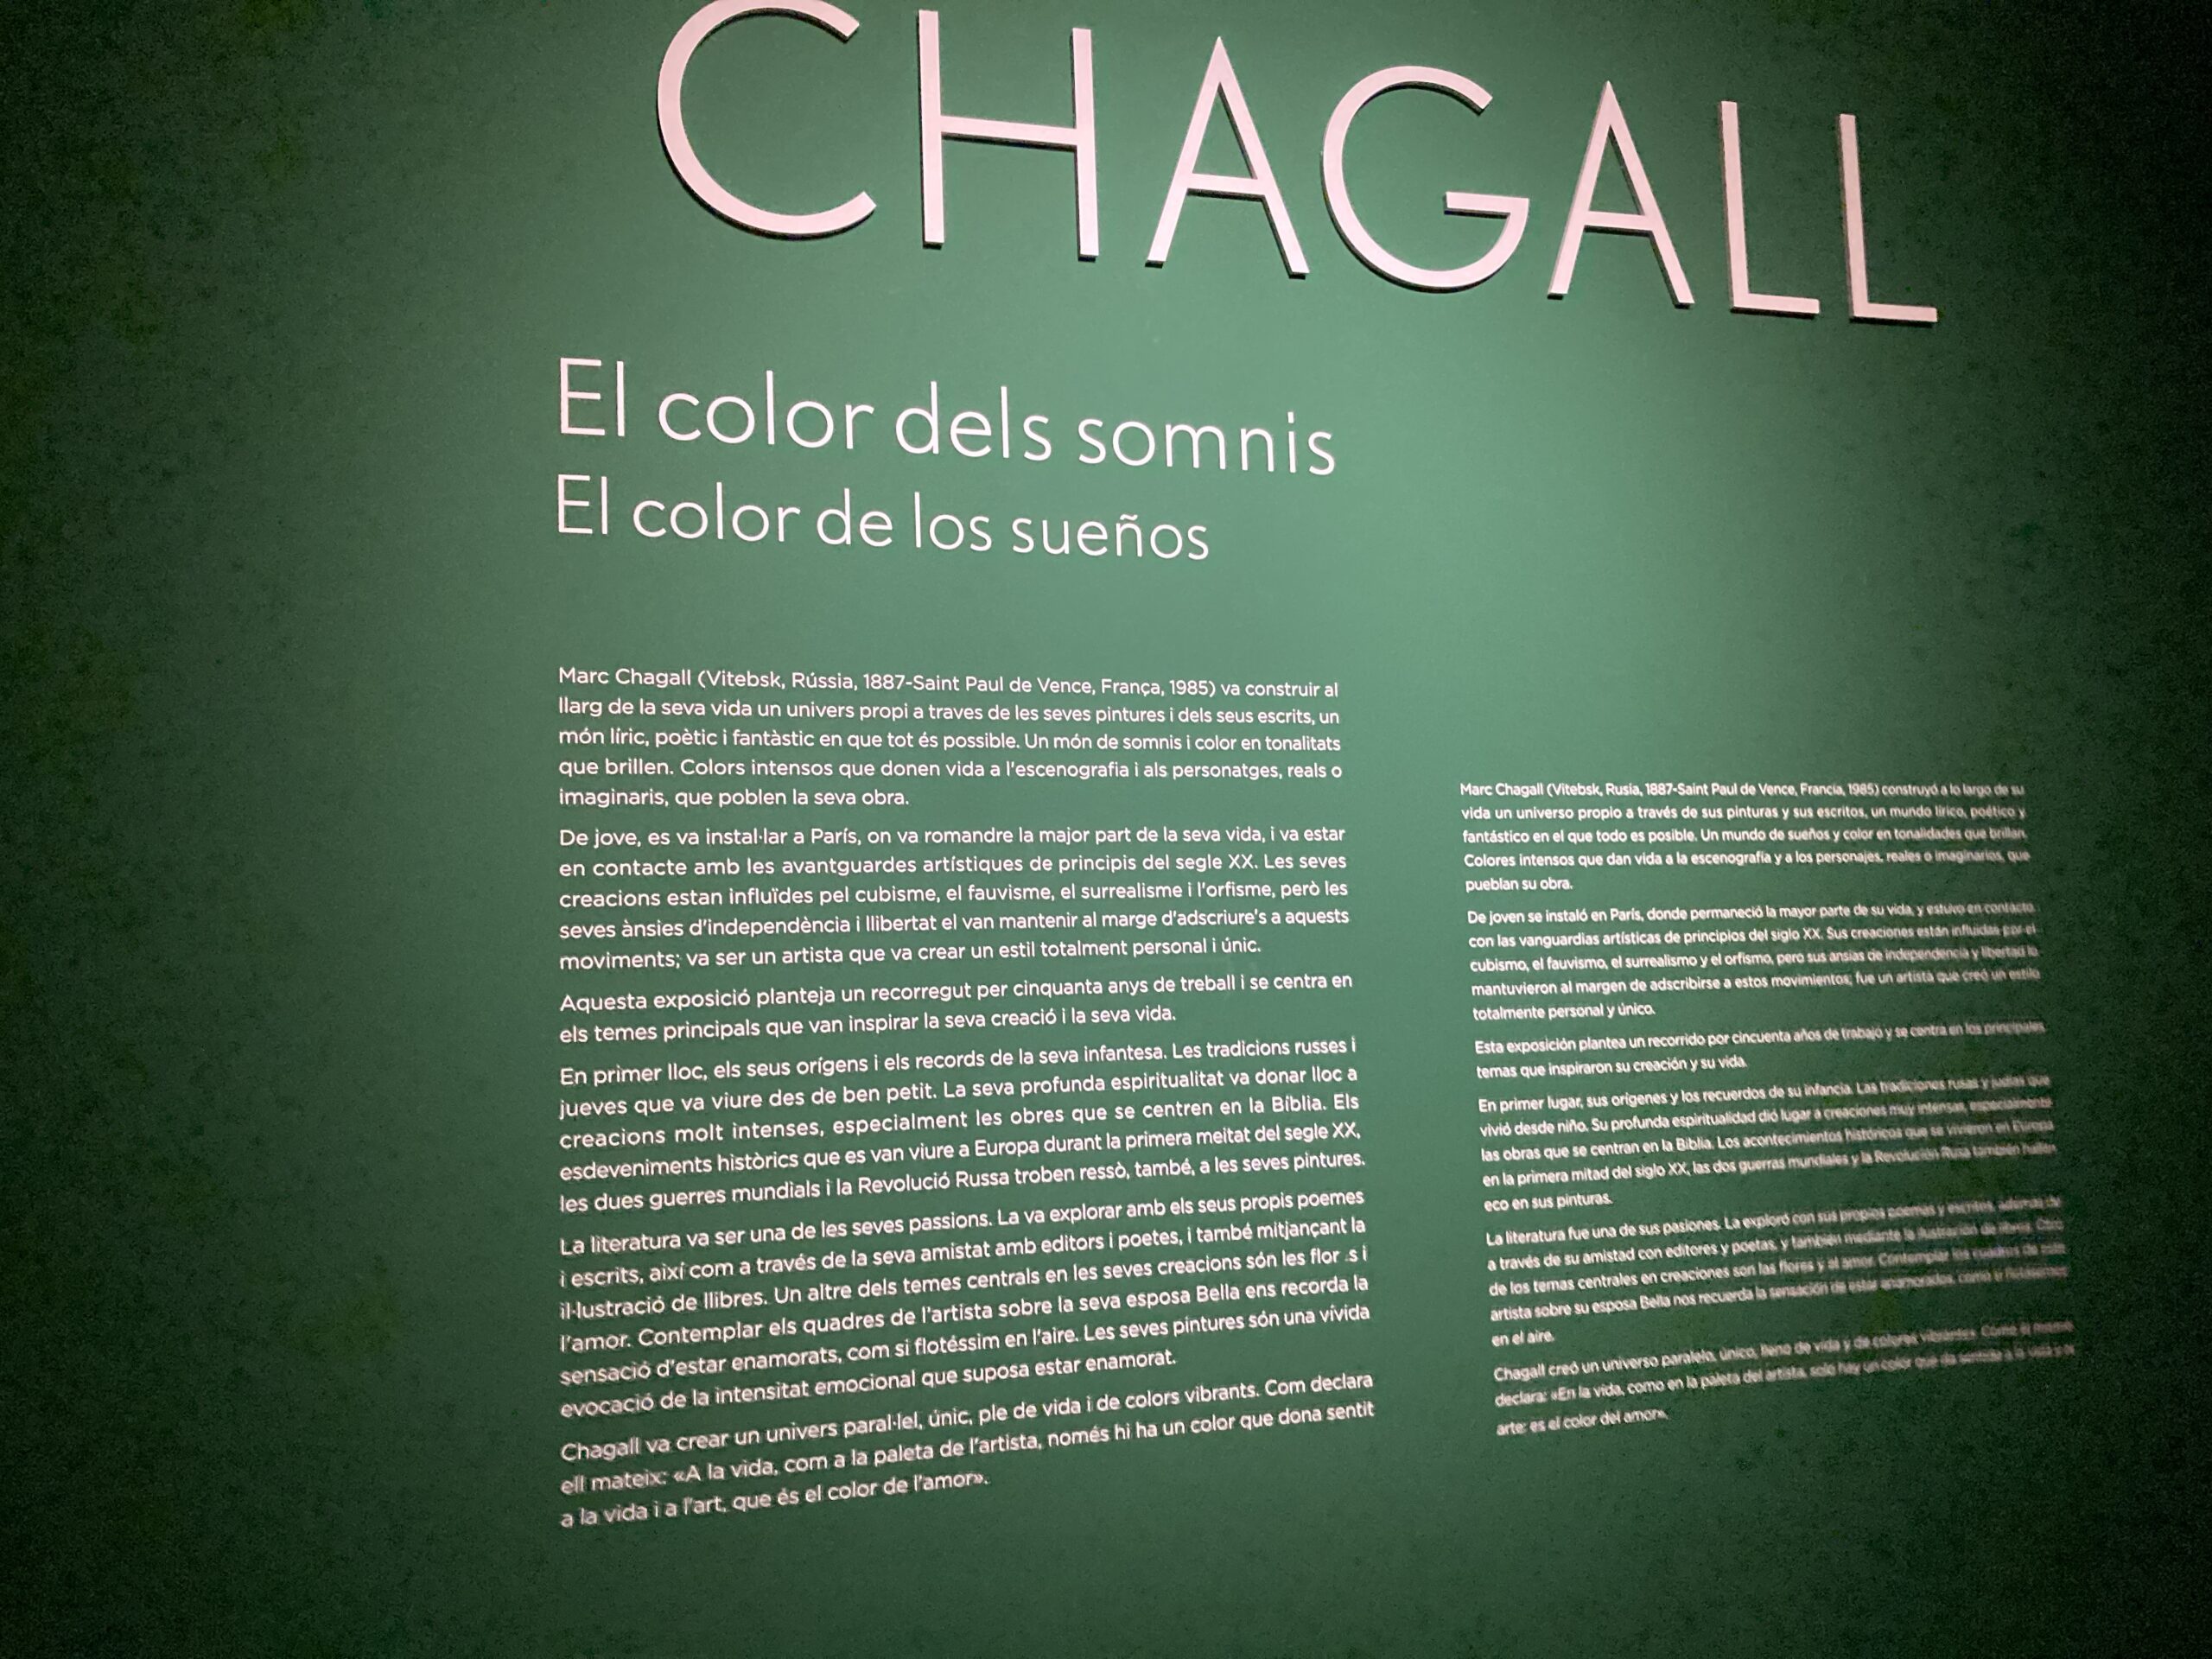 CHAGALL
El color dels somnis
El color de los sueños
Marc Chagall (Vitebsk, Rússia, 1887-Saint Paul de Vence, França, 1985) va construir al
llarg de la seva vida un univers propi a traves de les seves pintures i dels seus escrits, un
món líric, poètic i fantàstic en que tot és possible. Un món de somnis i color en tonalitats
que brillen. Colors intensos que donen vida a l'escenografia i als personatges, reals o
imaginaris, que poblen la seva obra.
De jove, es va instal·lar a París, on va romandre la major part de la seva vida, i va estar
en contacte amb les avantguardes artístiques de principis del segle XX. Les seves
creacions estan influïdes pel cubisme, el fauvisme, el surrealisme i l'orfisme, però les
seves ànsies d'independència i llibertat el van mantenir al marge d'adscriure's a aquests
moviments; va ser un artista que va crear un estil totalment personal i únic.
Aquesta exposició planteja un recorregut per cinquanta anys de treball i se centra en
els temes principals que van inspirar la seva creació i la seva vida.
En primer lloc, els seus orígens i els records de la seva infantesa. Les tradicions russes i
jueves que va viure des de ben petit. La seva profunda espiritualitat va donar lloc a
creacions molt intenses, especialment les obres que se centren en la Bíblia. Els
esdeveniments històrics que es van viure a Europa durant la primera meitat del segle XX,
les dues guerres mundials i la Revolució Russa troben ressò, també, a les seves pintures.
La literatura va ser una de les seves passions. La va explorar amb els seus propis poemes
i escrits, així com a través de la seva amistat amb editors i poetes, i també mitjançant la
il·lustració de llibres. Un altre dels temes centrals en les seves creacions són les flor s i
l'amor. Contemplar els quadres de l'artista sobre la seva esposa Bella ens recorda la
sensació d'estar enamorats, com si flotéssim en l'aire. Les seves pintures són una vívida
evocació de la intensitat emocional que suposa estar enamorat.
Chagall va crear un univers paral·lel, únic, ple de vida i de colors vibrants. Com declara
ell mateix: «A la vida, com a la paleta de l'artista, només hi ha un color que dona sentit
a la vida i a l'art, que és el color de l'amor».
Marc Chagall (Vitebsk, Rusia, 1887-Saint Paul de Vence, Francia, 1985) construyó a lo largo de su
vida un universo propio a través de sus pinturas y sus escritos, un mundo lírico, poético y
fantástico en el que todo es posible. Un mundo de sueños y color en tonalidades que brillan.
Colores intensos que dan vida a la escenografía y a los personajes, reales o imaginarios, que
pueblan su obra.
De joven se instaló en París, donde permaneció la mayor parte de su vida, y estuvo en contacto
con las vanguardias artísticas de principios del siglo XX. Sus creaciones están influidas por el
cubismo, el fauvismo, el surrealismo y el orfismo, pero sus ansias de independencia y libertad lo
mantuvieron al margen de adscribirse a estos movimientos; fue un artista que creó un estilo
totalmente personal y único.
Esta exposición plantea un recorrido por cincuenta años de trabajo y se centra en los principales
temas que inspiraron su creación y su vida.
En primer lugar, sus orígenes y los recuerdos de su infancia. Las tradiciones rusas y judías que
vivió desde niño. Su profunda espiritualidad dió lugar a creaciones muy intensas, especialmente
las obras que se centran en la Biblia. Los acontecimientos históricos que se vivieron en Europa
en la primera mitad del siglo XX, las dos guerras mundiales y la Revolución Rusa también hallan
eco en sus pinturas.
La literatura fue una de sus pasiones. La exploró con sus propios poemas y escritos, además de
a través de su amistad con editores y poetas, y también mediante la ilustración de libros. Otro
de los temas centrales en creaciones son las flores y el amor. Contemplar los cuadros de este
artista sobre su esposa Bella nos recuerda la sensación de estar enamorados, como si
en el aire.
Chagall creó un universo paralelo, único, lleno de vida y de colores vibrantes. Como él mismo
declara: «En la vida, como en la paleta del artista, solo hay un color que da sentido a la vida y al
arte: es el color del amor».